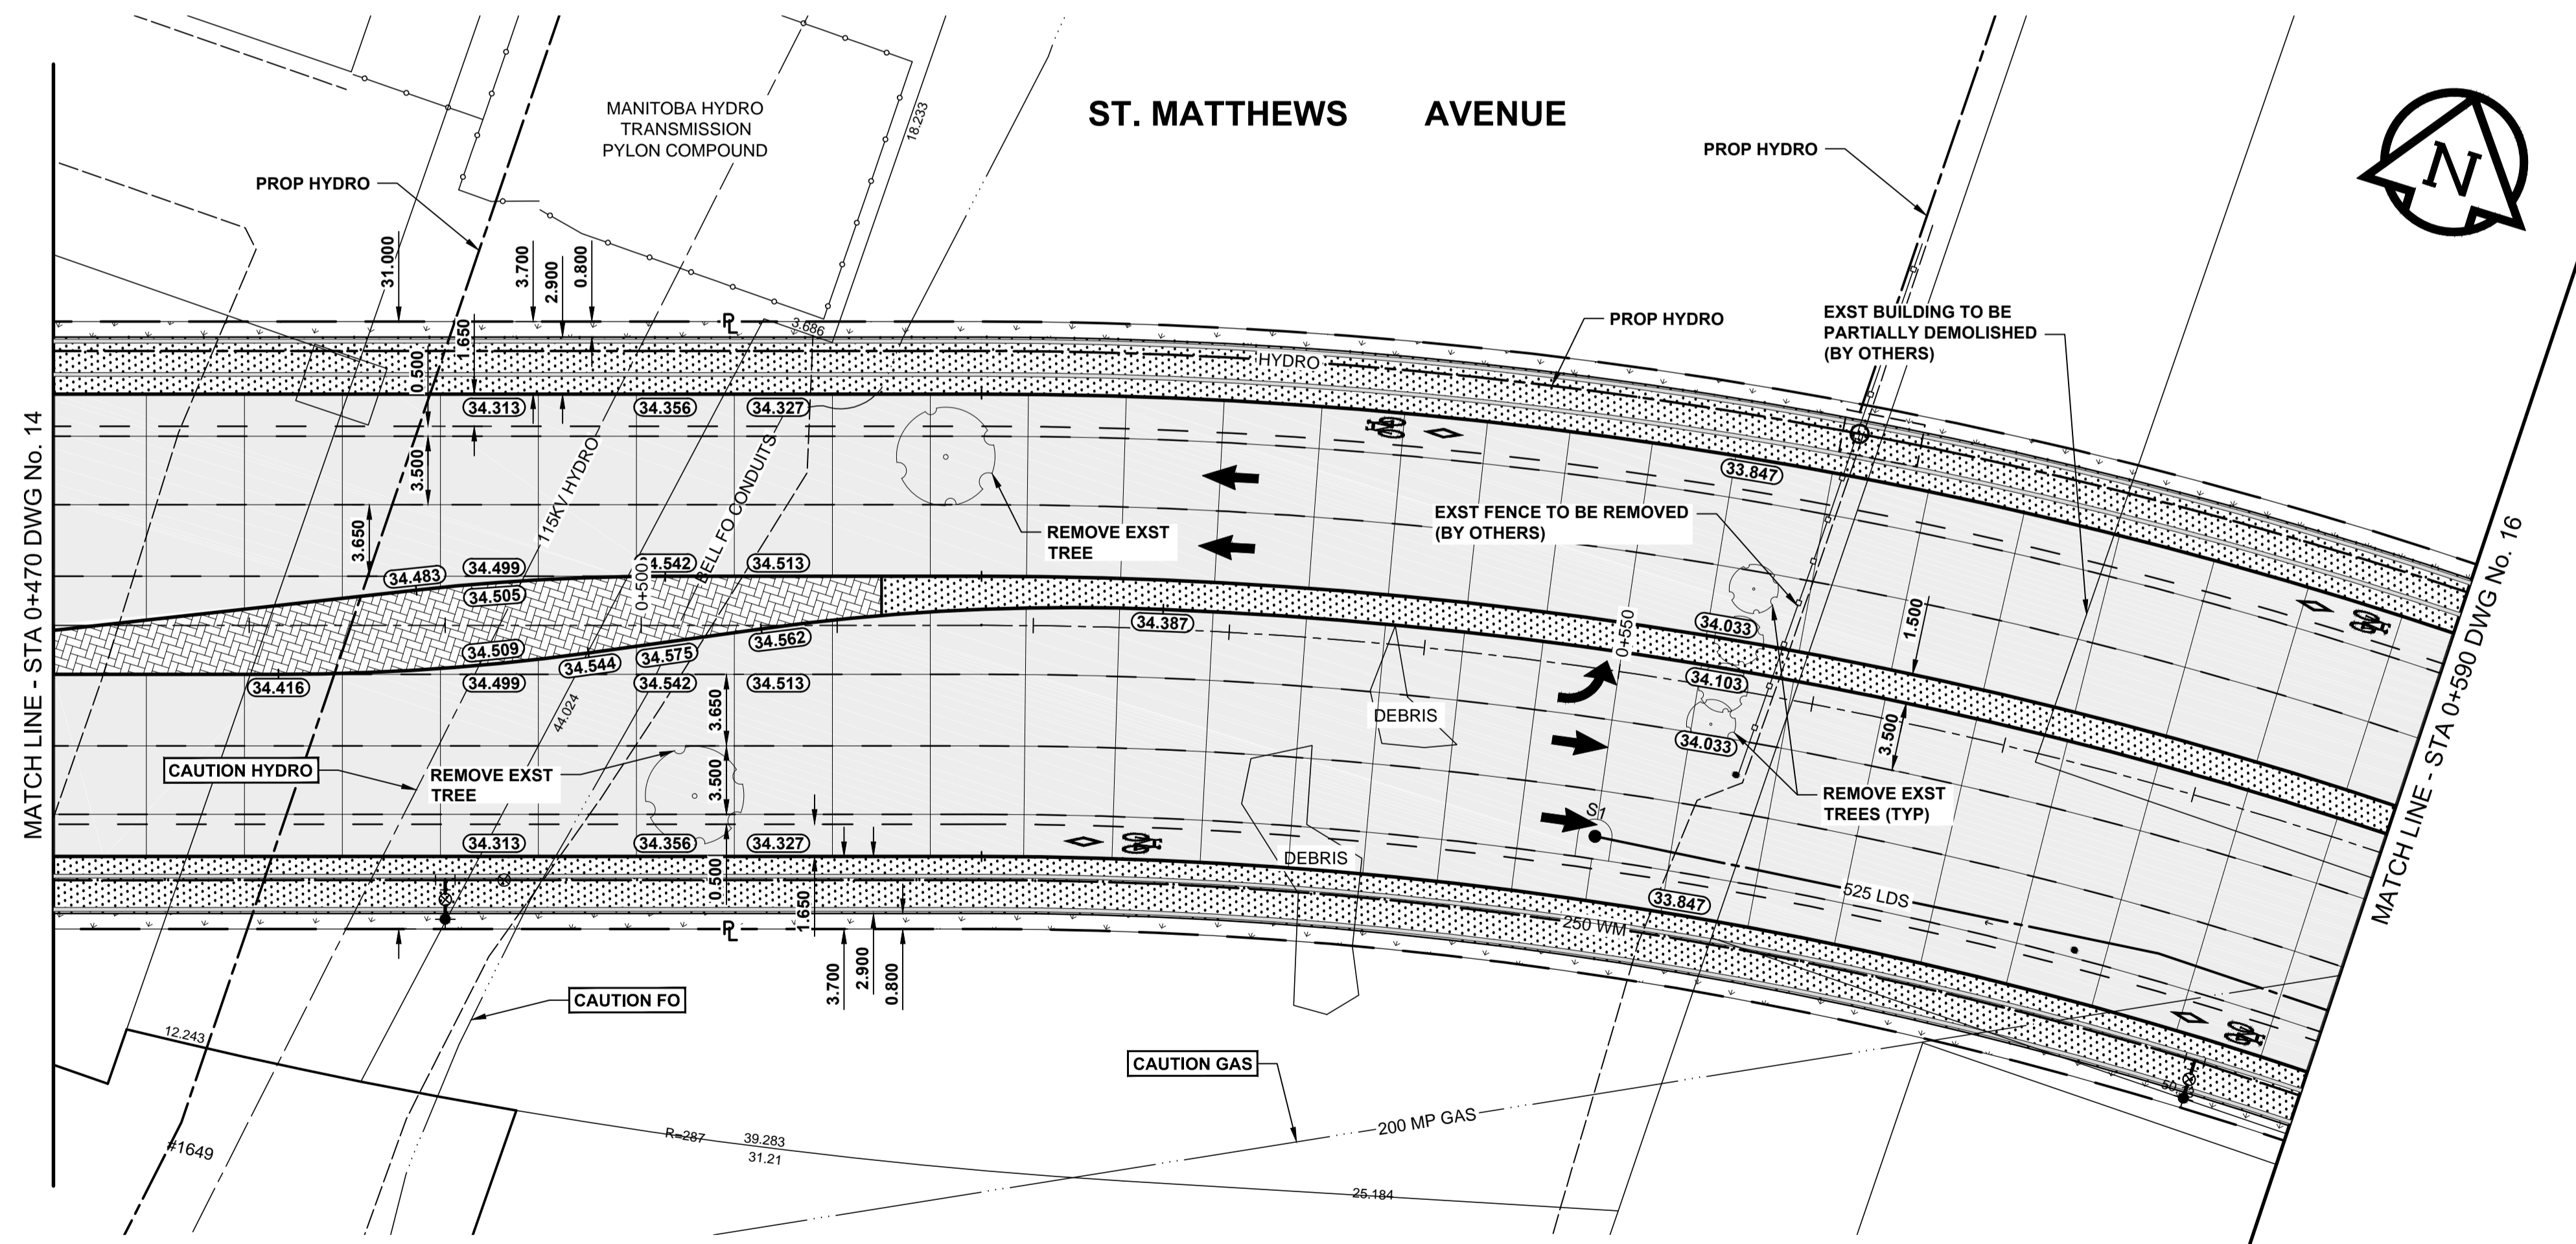 ST. MATTHEWS AVENUE
MANITOBA HYDRO
TRANSMISSION
PYLON COMPOUND
18.233
PROP HYDRO
PROP HYDRO
N
31.000
3.700
2.900
0.800
PL
3.686
PROP HYDRO
EXST BUILDING TO BE
PARTIALLY DEMOLISHED
(BY OTHERS)
1.650
0.500
HYDRO
34.313
34.356
34.327
3.500
115KV HYDRO
BELL FO CONDUITS
33.847
REMOVE EXST
TREE
EXST FENCE TO BE REMOVED
(BY OTHERS)
3.650
34.483
34.499
4.542
34.513
34.505
0+500
34.387
0+550
34.033
1.500
34.509
34.544
34.575
34.562
34.416
34.499
34.542
34.513
34.103
44.024
3.650
DEBRIS
34.033
3.500
CAUTION HYDRO
REMOVE EXST
TREE
3.500
REMOVE EXST
TREES (TYP)
S1
34.313
34.356
34.327
DEBRIS
0.500
1.650
33.847
525 LDS
250 WM
PL
3.700
2.900
0.800
CAUTION FO
12.243
CAUTION GAS
50
#1649
R=287
39.283
31.21
200 MP GAS
25.184
MATCH LINE - STA 0+470 DWG No. 14
MATCH LINE - STA 0+590 DWG No. 16